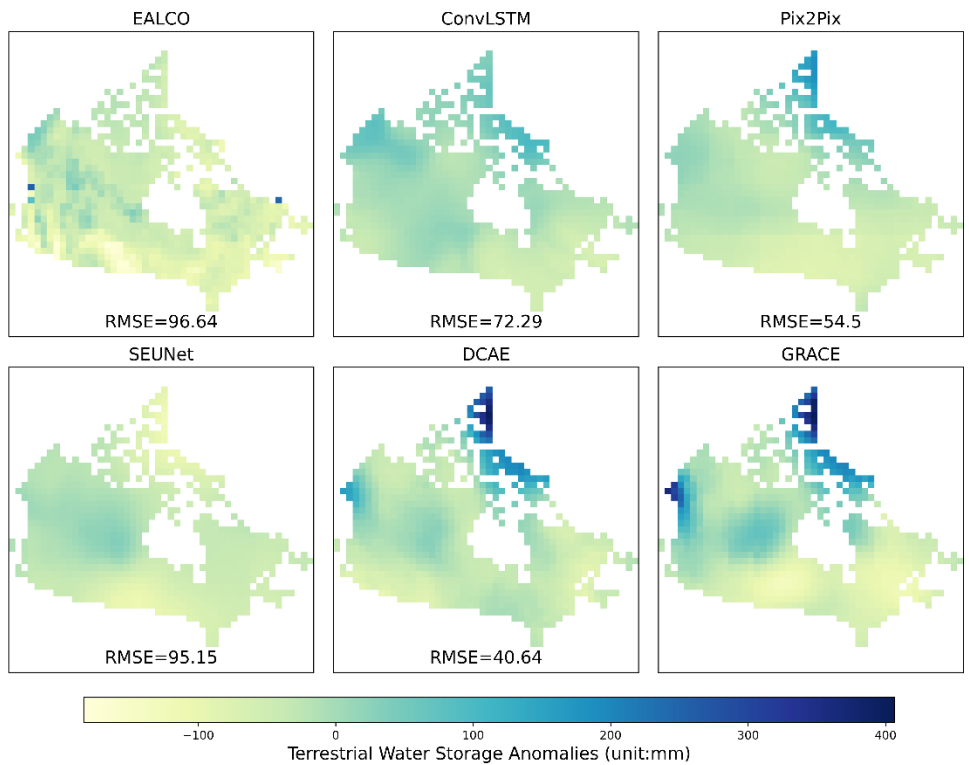 EALCO
ConvLSTM
Pix2Pix
RMSE=96.64
RMSE=72.29
RMSE=54.5
SEUNet
DCAE
GRACE
RMSE=95.15
RMSE=40.64
−100
0
100
200
300
400
Terrestrial Water Storage Anomalies (unit:mm)